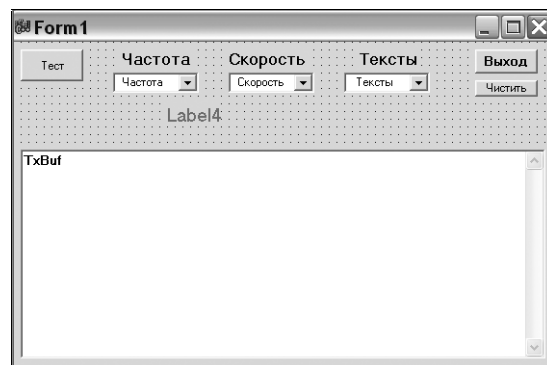 Form1
Тест
Частота
Скорость
Тексты
Выход
Частота
Скорость
Тексты
Чистить
Label4
TxBuf